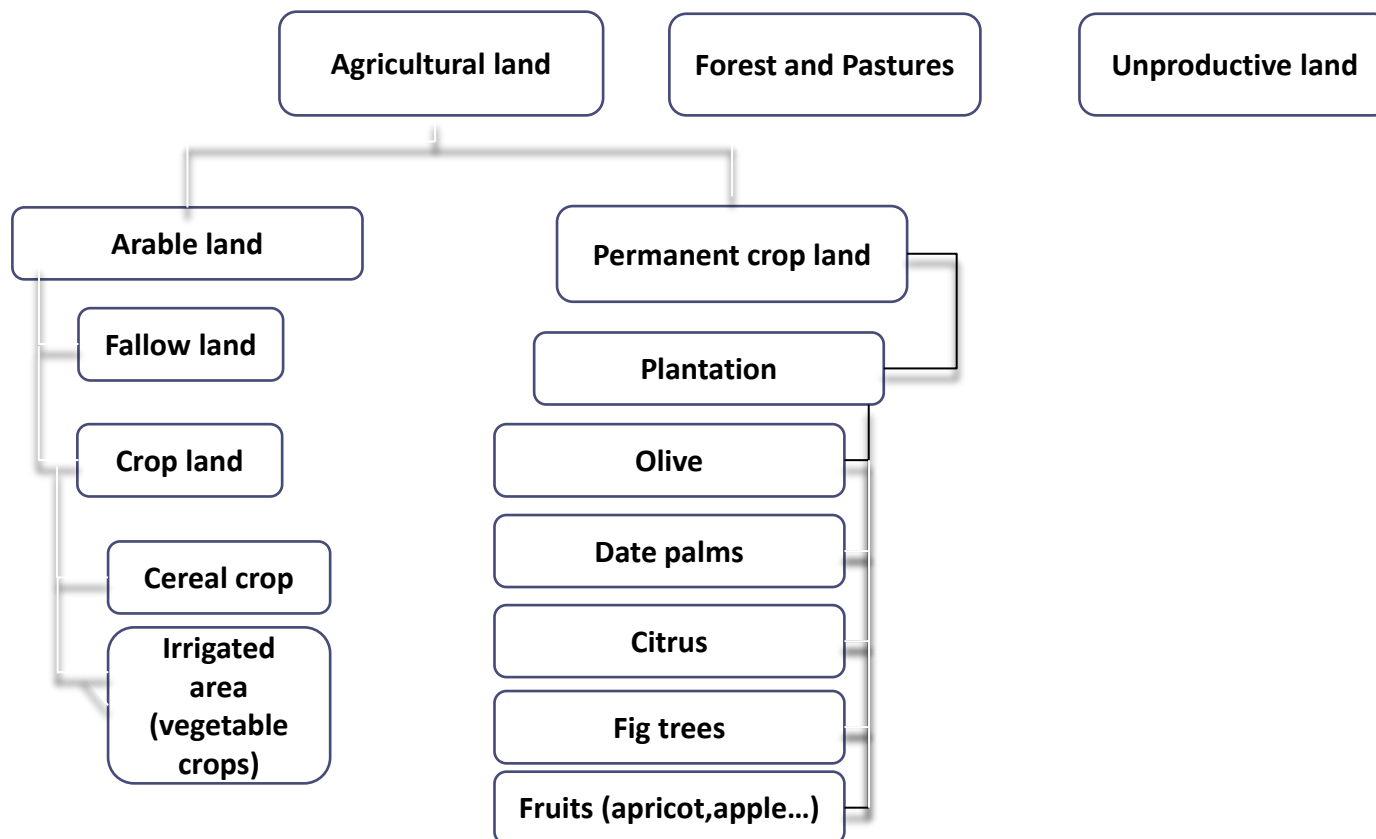 Agricultural land
Forest and Pastures
Unproductive land
Arable land
Permanent crop land
Fallow land
Plantation
Crop land
Olive
Date palms
Cereal crop
Citrus
Irrigated
area
(vegetable
crops)
Fig trees
Fruits (apricot,apple...)